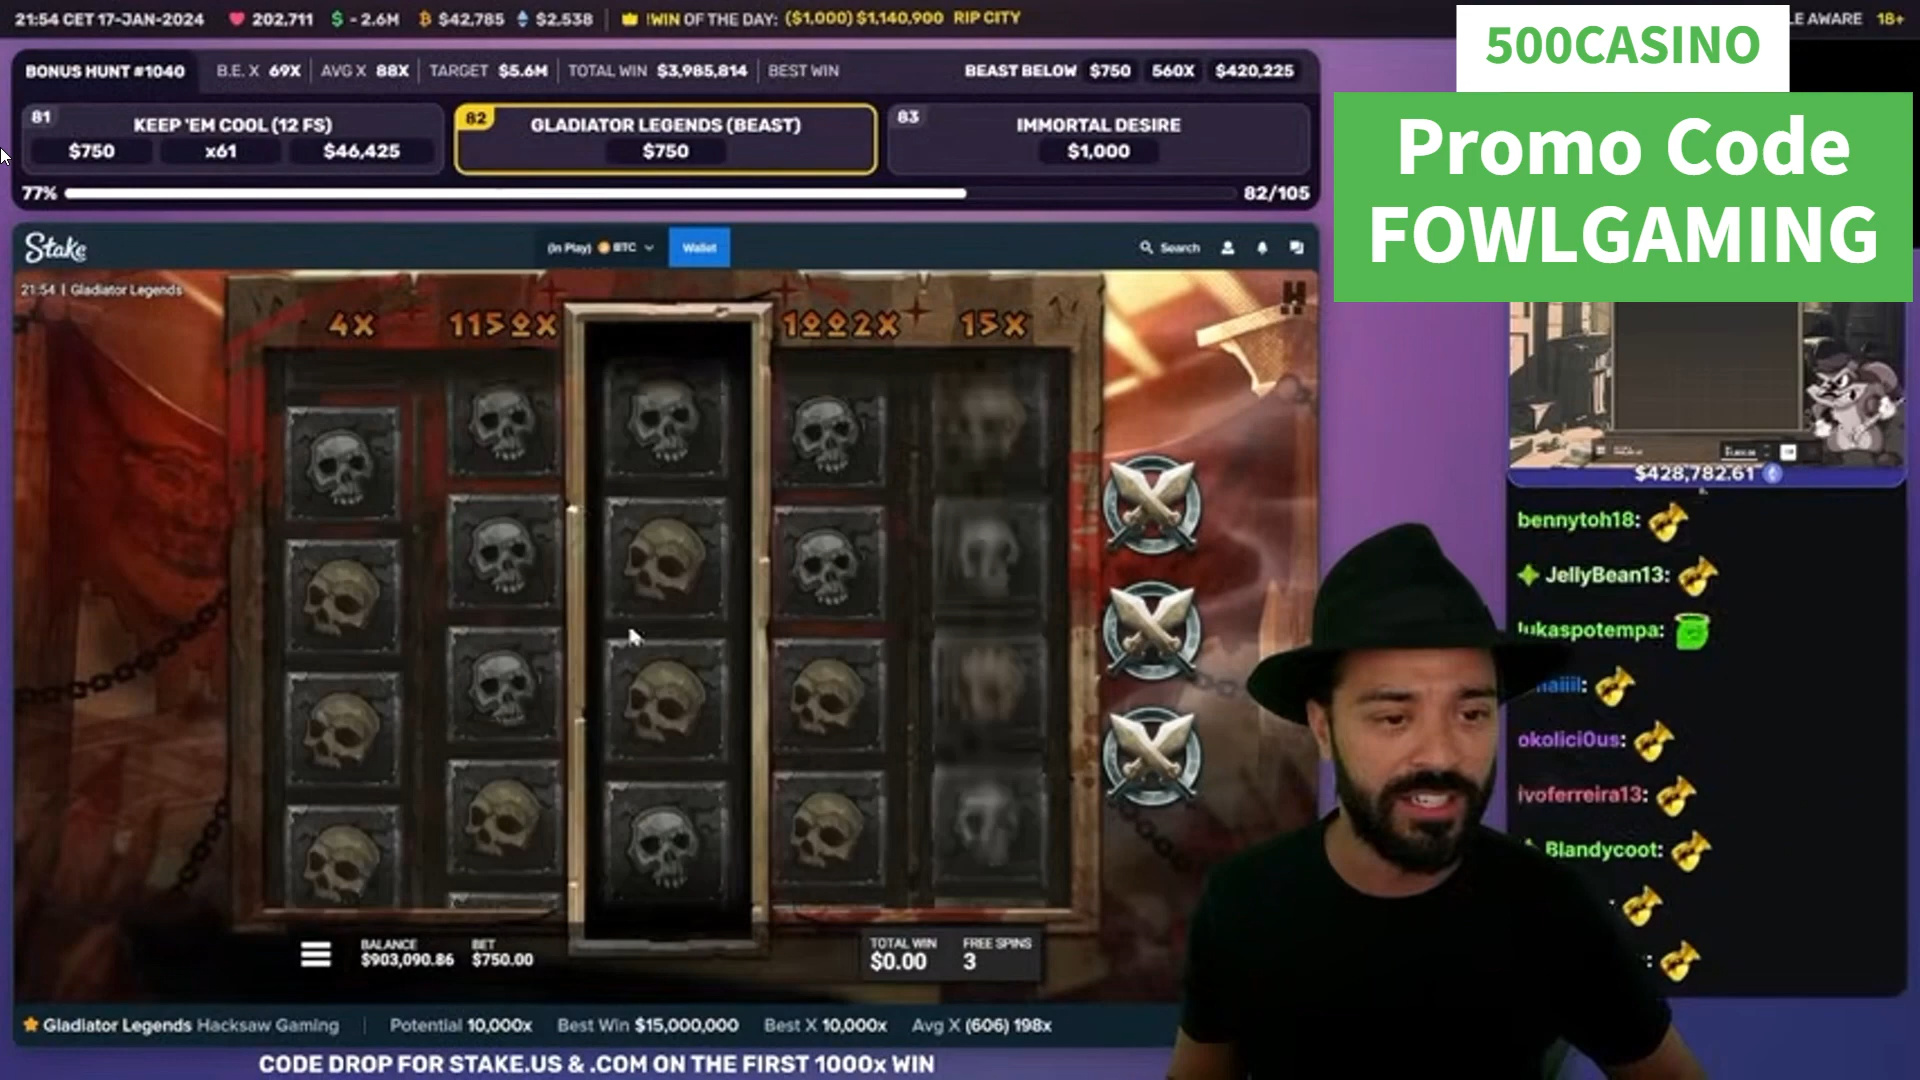 21:54 CET 17-JAN-2024 202,711 $ - 2.6M $42,785 $2,538 !WIN OF THE DAY: ($1,000) $1,140,900 RIP CITY
LE AWARE 18+
500CASINO
Promo Code
FOWLGAMING
BONUS HUNT #1040 B.E. X 69X AVG X 88X TARGET $5.6M TOTAL WIN $3,985,814 BEST WIN BEAST BELOW $750 560X $420,225
81 KEEP 'EM COOL (12 FS)
$750 x61 $46,425
82 GLADIATOR LEGENDS (BEAST)
$750
83 IMMORTAL DESIRE
$1,000
77% 82/105
Stake (In Play) BTC Wallet Search
21:54 | Gladiator Legends
4X 1150X 1002X 15X
$428,782.61
bennytoh18:
JellyBean13:
lukaspotempa:
okolici0us:
ivoferreira13:
Blandycoot:
BALANCE
$903,090.86
BET
$750.00
TOTAL WIN
$0.00
FREE SPINS
3
Gladiator Legends Hacksaw Gaming Potential 10,000x Best Win $15,000,000 Best X 10,000x Avg X (606) 198x
CODE DROP FOR STAKE.US & .COM ON THE FIRST 1000x WIN